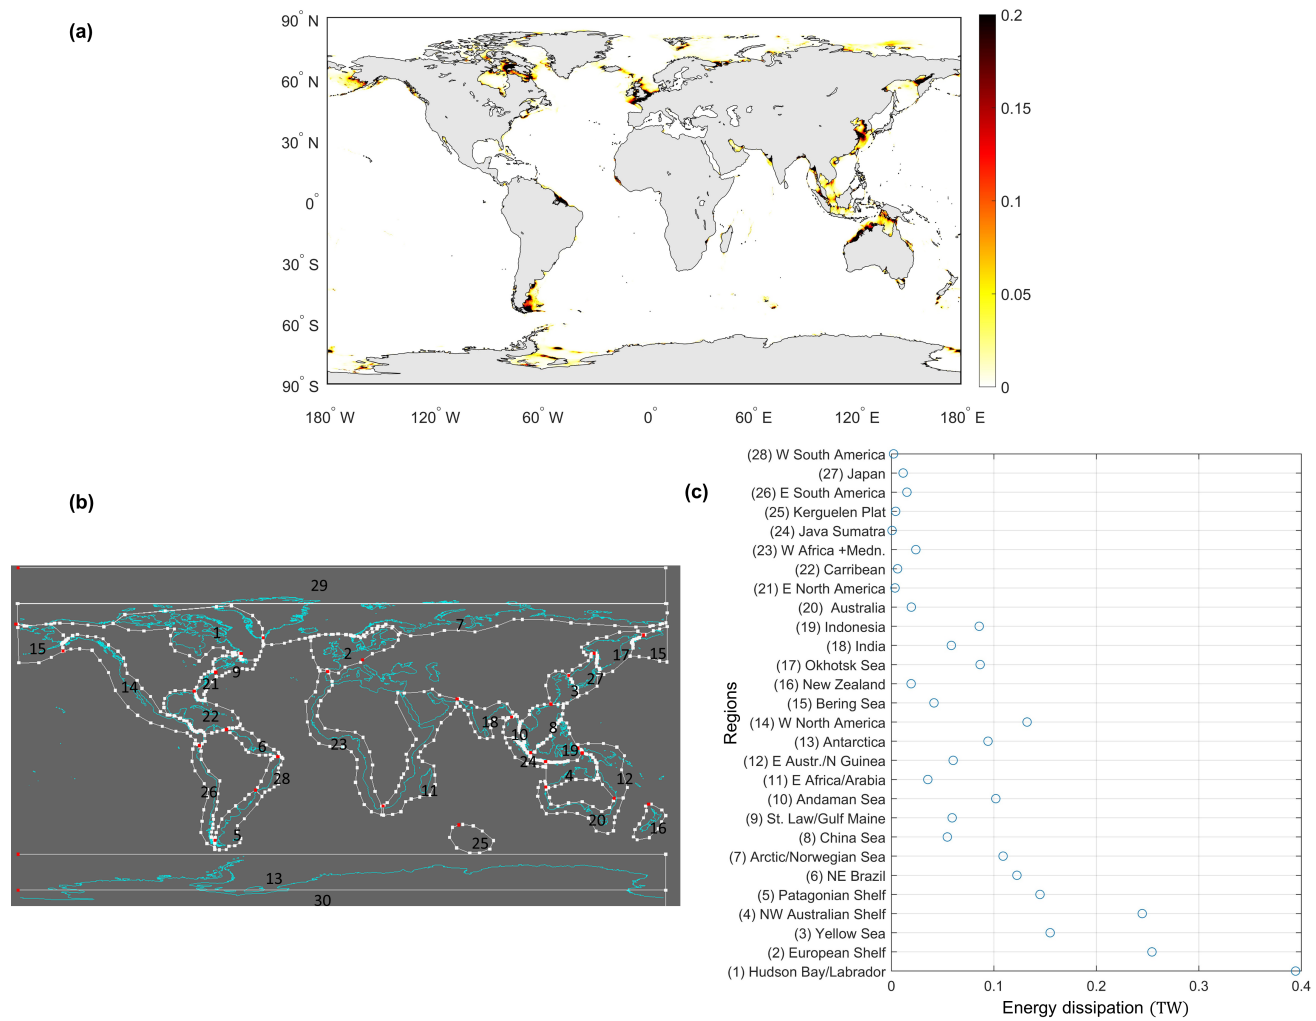 (a)
90° N
60° N
30° N
0°
30° S
60° S
90° S
180° W
120° W
60° W
0°
60° E
120° E
180° E
0.2
0.15
0.1
0.05
0
(b)
29
1
7
15
2
17
15
9
14
21
3
27
22
18
10
8
6
23
19
24
4
12
28
26
11
20
16
5
25
13
30
(c)
Regions
(28) W South America
(27) Japan
(26) E South America
(25) Kerguelen Plat
(24) Java Sumatra
(23) W Africa +Medn.
(22) Carribean
(21) E North America
(20) Australia
(19) Indonesia
(18) India
(17) Okhotsk Sea
(16) New Zealand
(15) Bering Sea
(14) W North America
(13) Antarctica
(12) E Austr./N Guinea
(11) E Africa/Arabia
(10) Andaman Sea
(9) St. Law/Gulf Maine
(8) China Sea
(7) Arctic/Norwegian Sea
(6) NE Brazil
(5) Patagonian Shelf
(4) NW Australian Shelf
(3) Yellow Sea
(2) European Shelf
(1) Hudson Bay/Labrador
0
0.1
0.2
0.3
0.4
Energy dissipation (TW)